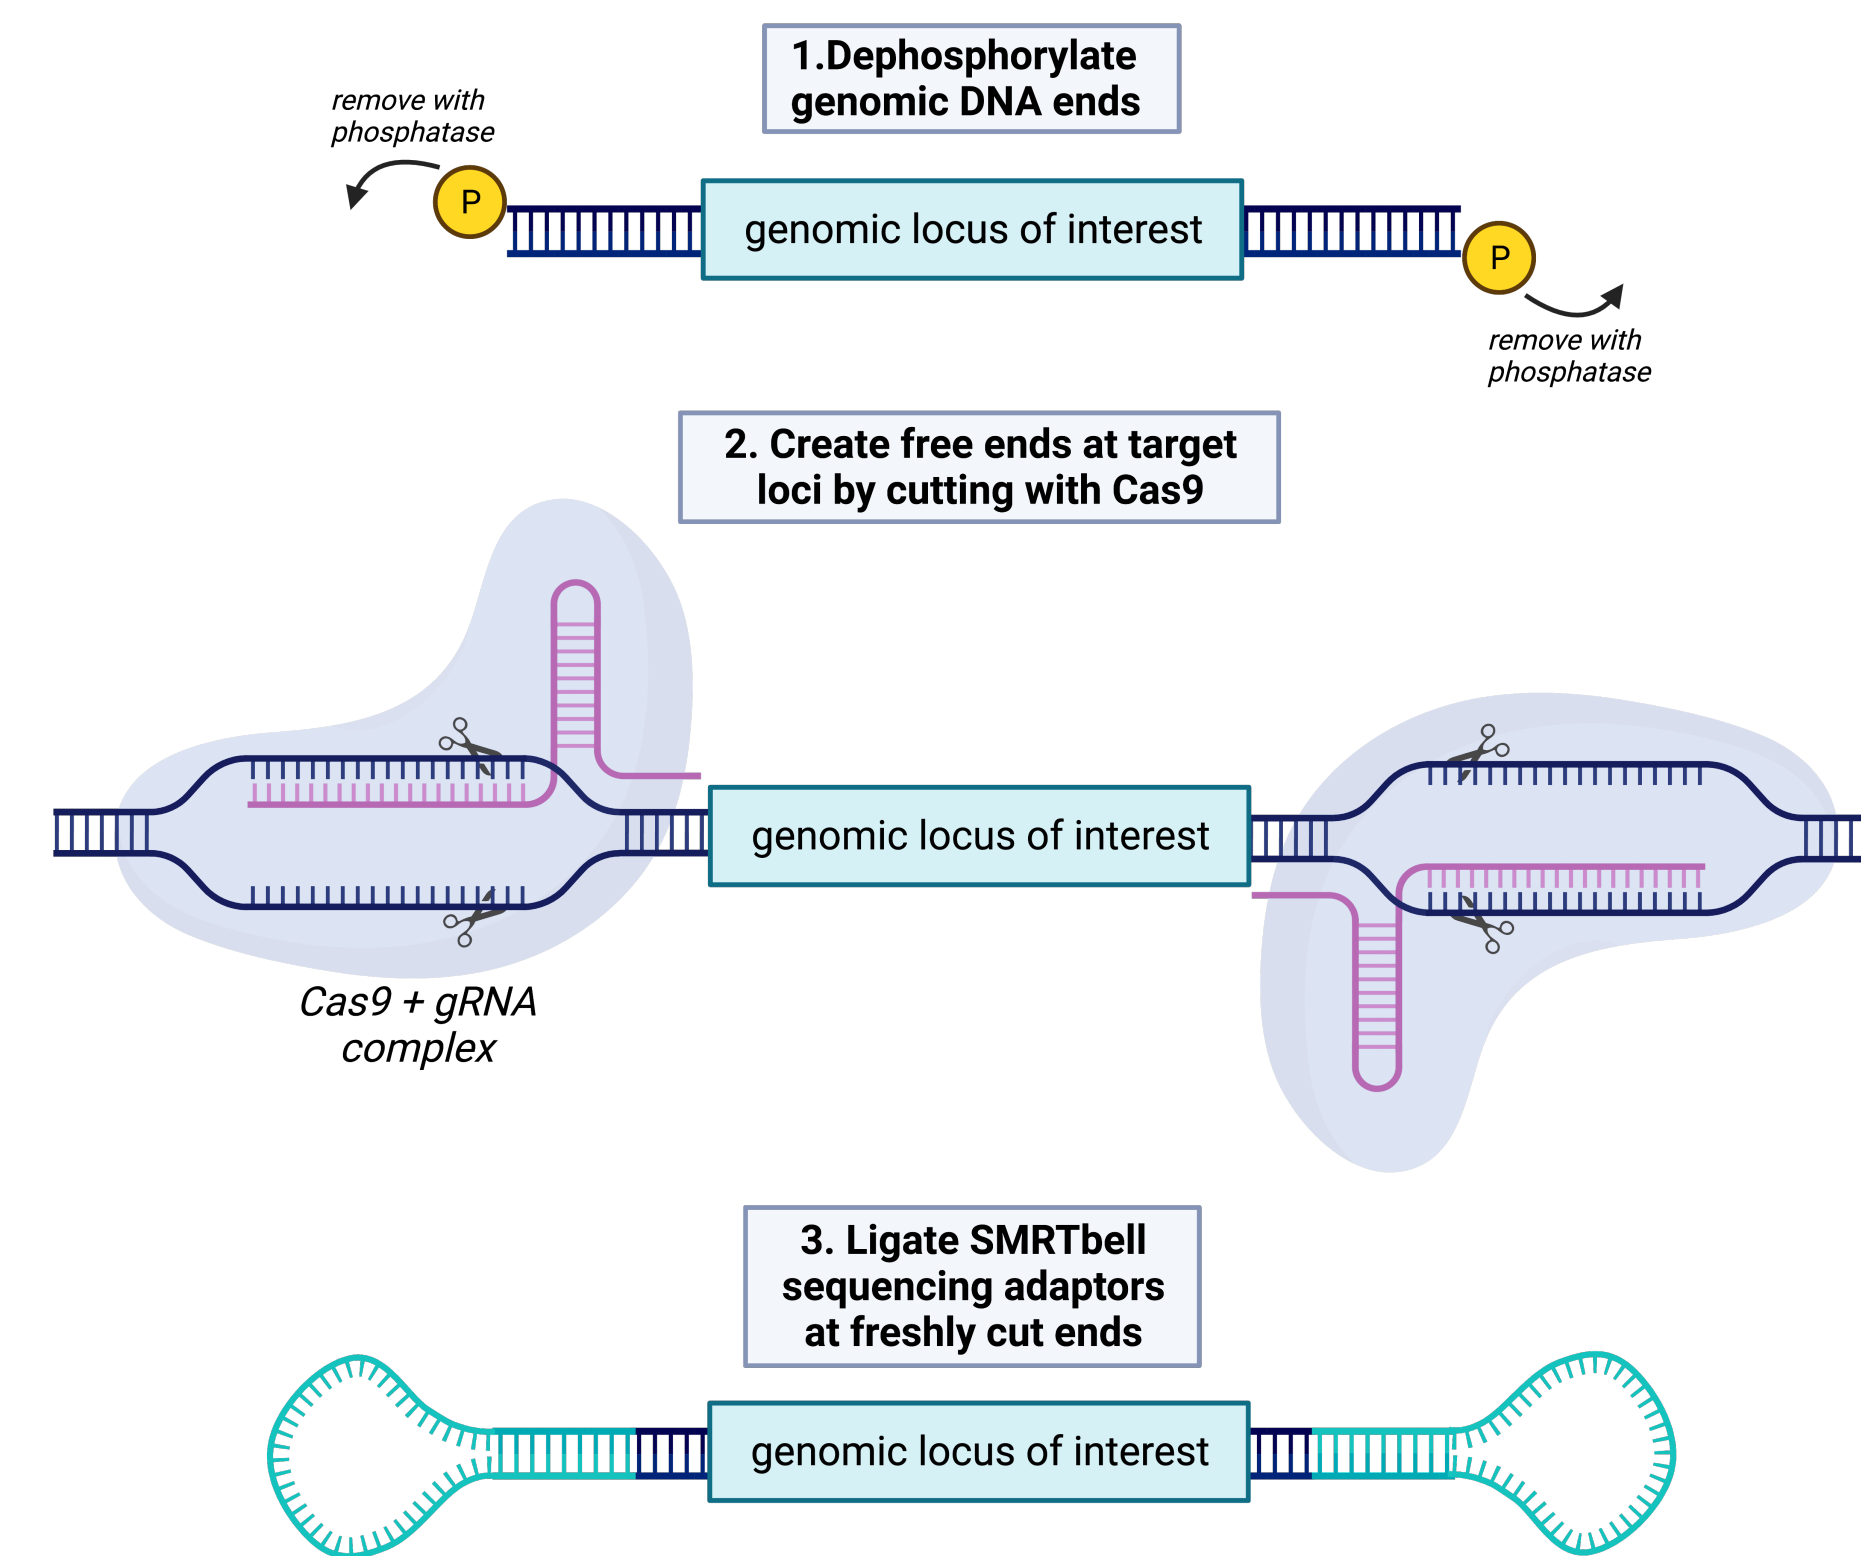 1.Dephosphorylate
genomic DNA ends
remove with
phosphatase
P
genomic locus of interest
P
remove with
phosphatase
2. Create free ends at target
loci by cutting with Cas9
genomic locus of interest
Cas9 + gRNA
complex
3. Ligate SMRTbell
sequencing adaptors
at freshly cut ends
genomic locus of interest